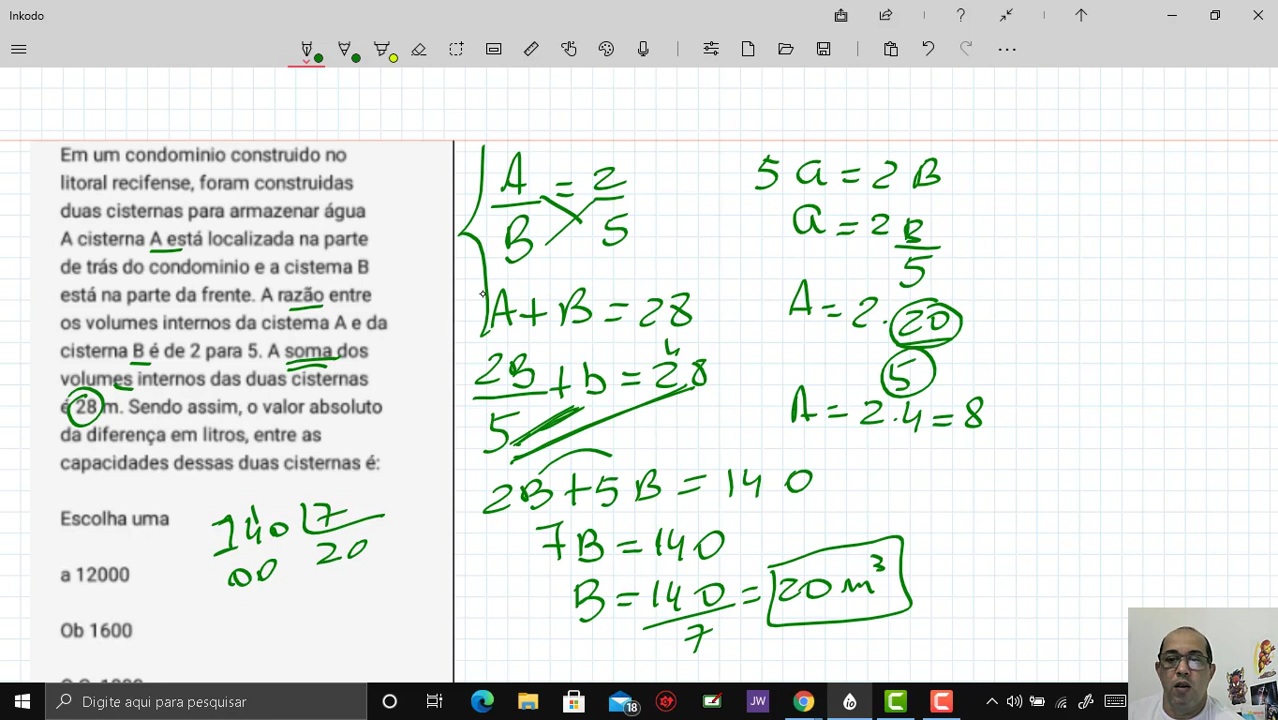 Inkodo
Em um condominio construido no
litoral recifense, foram construidas
duas cisternas para armazenar água
A cisterna A está localizada na parte
de trás do condominio e a cistema B
está na parte da frente. A razão entre
os volumes internos da cistema A e da
cisterna B é de 2 para 5. A soma dos
volumes internos das duas cisternas
é 28 m. Sendo assim, o valor absoluto
da diferença em litros, entre as
capacidades dessas duas cisternas é:
Escolha uma
a 12000
Ob 1600
140 7
00 20
A/B = 2/5
A+B=28
2B/5 + b = 28
2B+5B=140
7B=140
B=140/7=20m³
5a=2B
a=2B/5
A=2.20/5
A=2.4=8
Digite aqui para pesquisar
18
JW